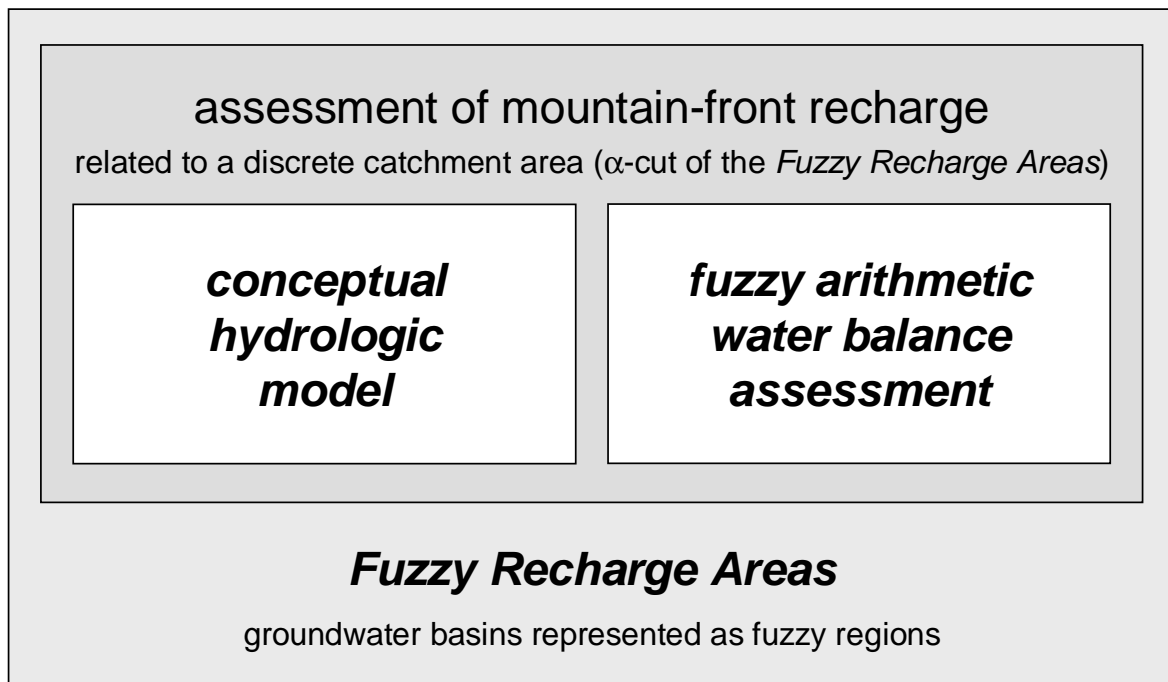 assessment of mountain-front recharge
related to a discrete catchment area (α-cut of the Fuzzy Recharge Areas)
conceptual
hydrologic
model
fuzzy arithmetic
water balance
assessment
Fuzzy Recharge Areas
groundwater basins represented as fuzzy regions